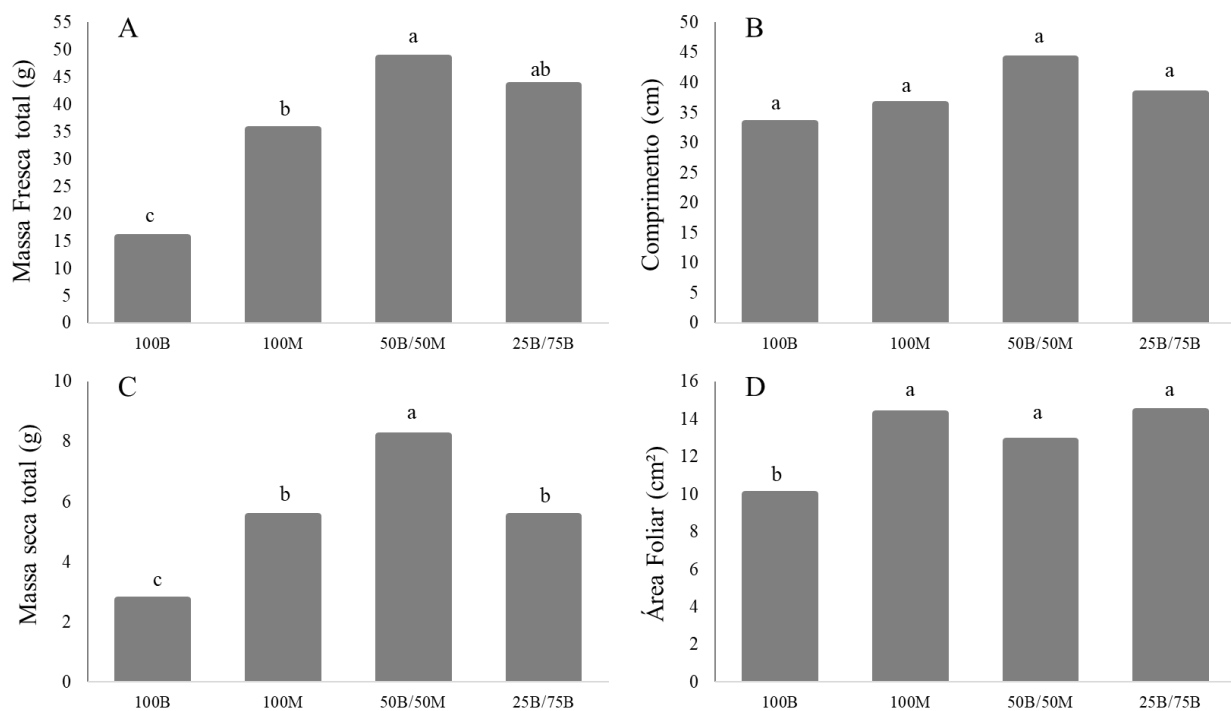 A
Massa Fresca total (g)
55
50
45
40
35
30
25
20
15
10
5
0
c
b
a
ab
100B
100M
50B/50M
25B/75B
B
Comprimento (cm)
50
45
40
35
30
25
20
15
10
5
0
a
a
a
a
100B
100M
50B/50M
25B/75B
C
Massa seca total (g)
10
8
6
4
2
0
c
b
a
b
100B
100M
50B/50M
25B/75B
D
Área Foliar (cm²)
16
14
12
10
8
6
4
2
0
b
a
a
a
100B
100M
50B/50M
25B/75B